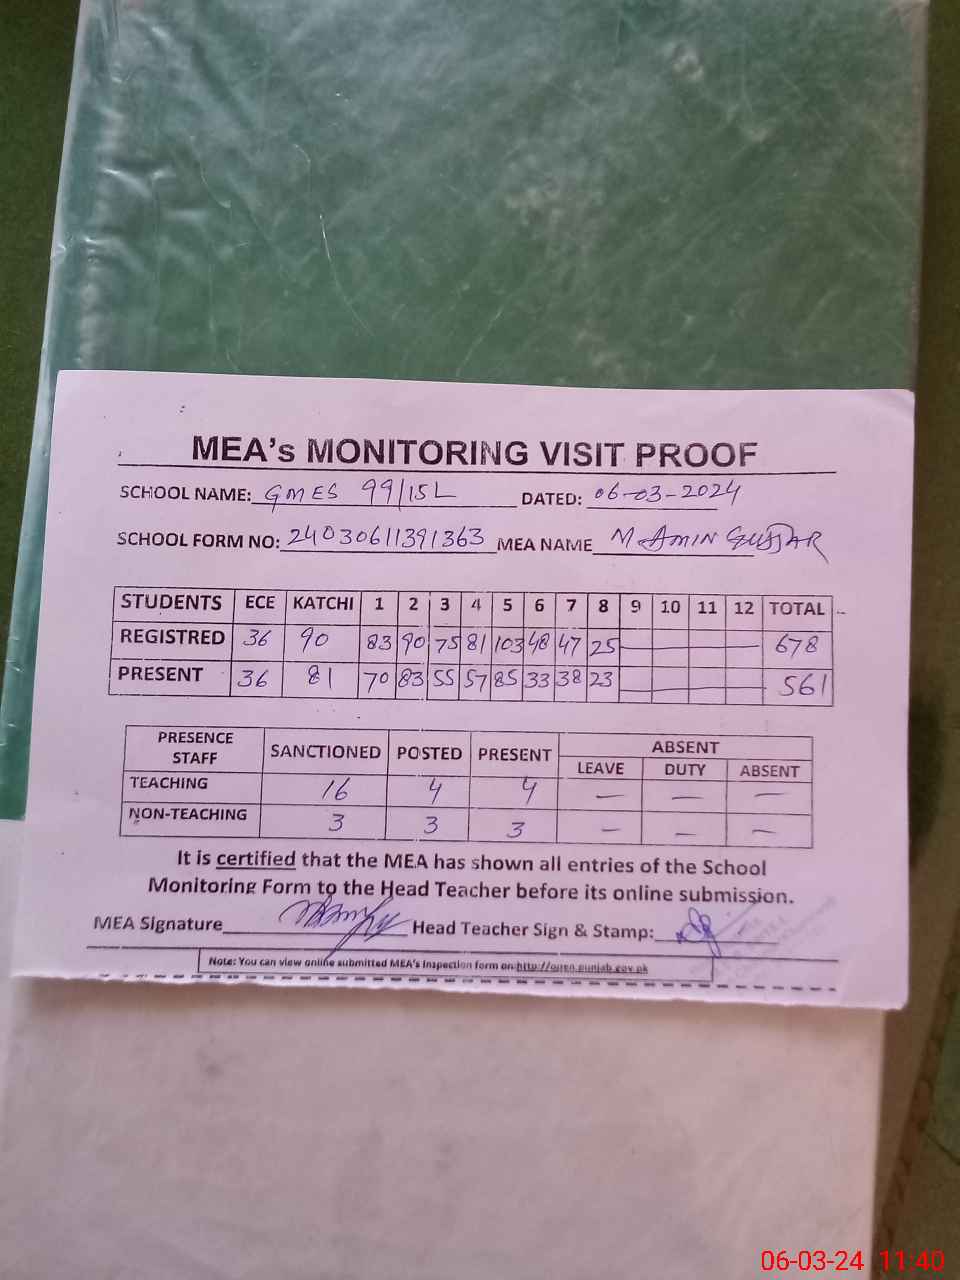 MEA's MONITORING VISIT PROOF
SCHOOL NAME: GMES 99/15L DATED: 06-03-2024
SCHOOL FORM NO: 24030611391363 MEA NAME M AMIN GUJJAR
STUDENTS ECE KATCHI 1 2 3 4 5 6 7 8 9 10 11 12 TOTAL
REGISTRED 36 90 83 90 75 81 103 48 47 25 678
PRESENT 36 81 70 83 55 57 85 33 38 23 561
PRESENCE STAFF SANCTIONED POSTED PRESENT ABSENT
LEAVE DUTY ABSENT
TEACHING 16 4 4 — — —
NON-TEACHING 3 3 3 — — —
It is certified that the MEA has shown all entries of the School
Monitoring Form to the Head Teacher before its online submission.
MEA Signature Head Teacher Sign & Stamp:
Note: You can view online submitted MEA's Inspection form on:http://open.punjab.gov.pk
06-03-24 11:40